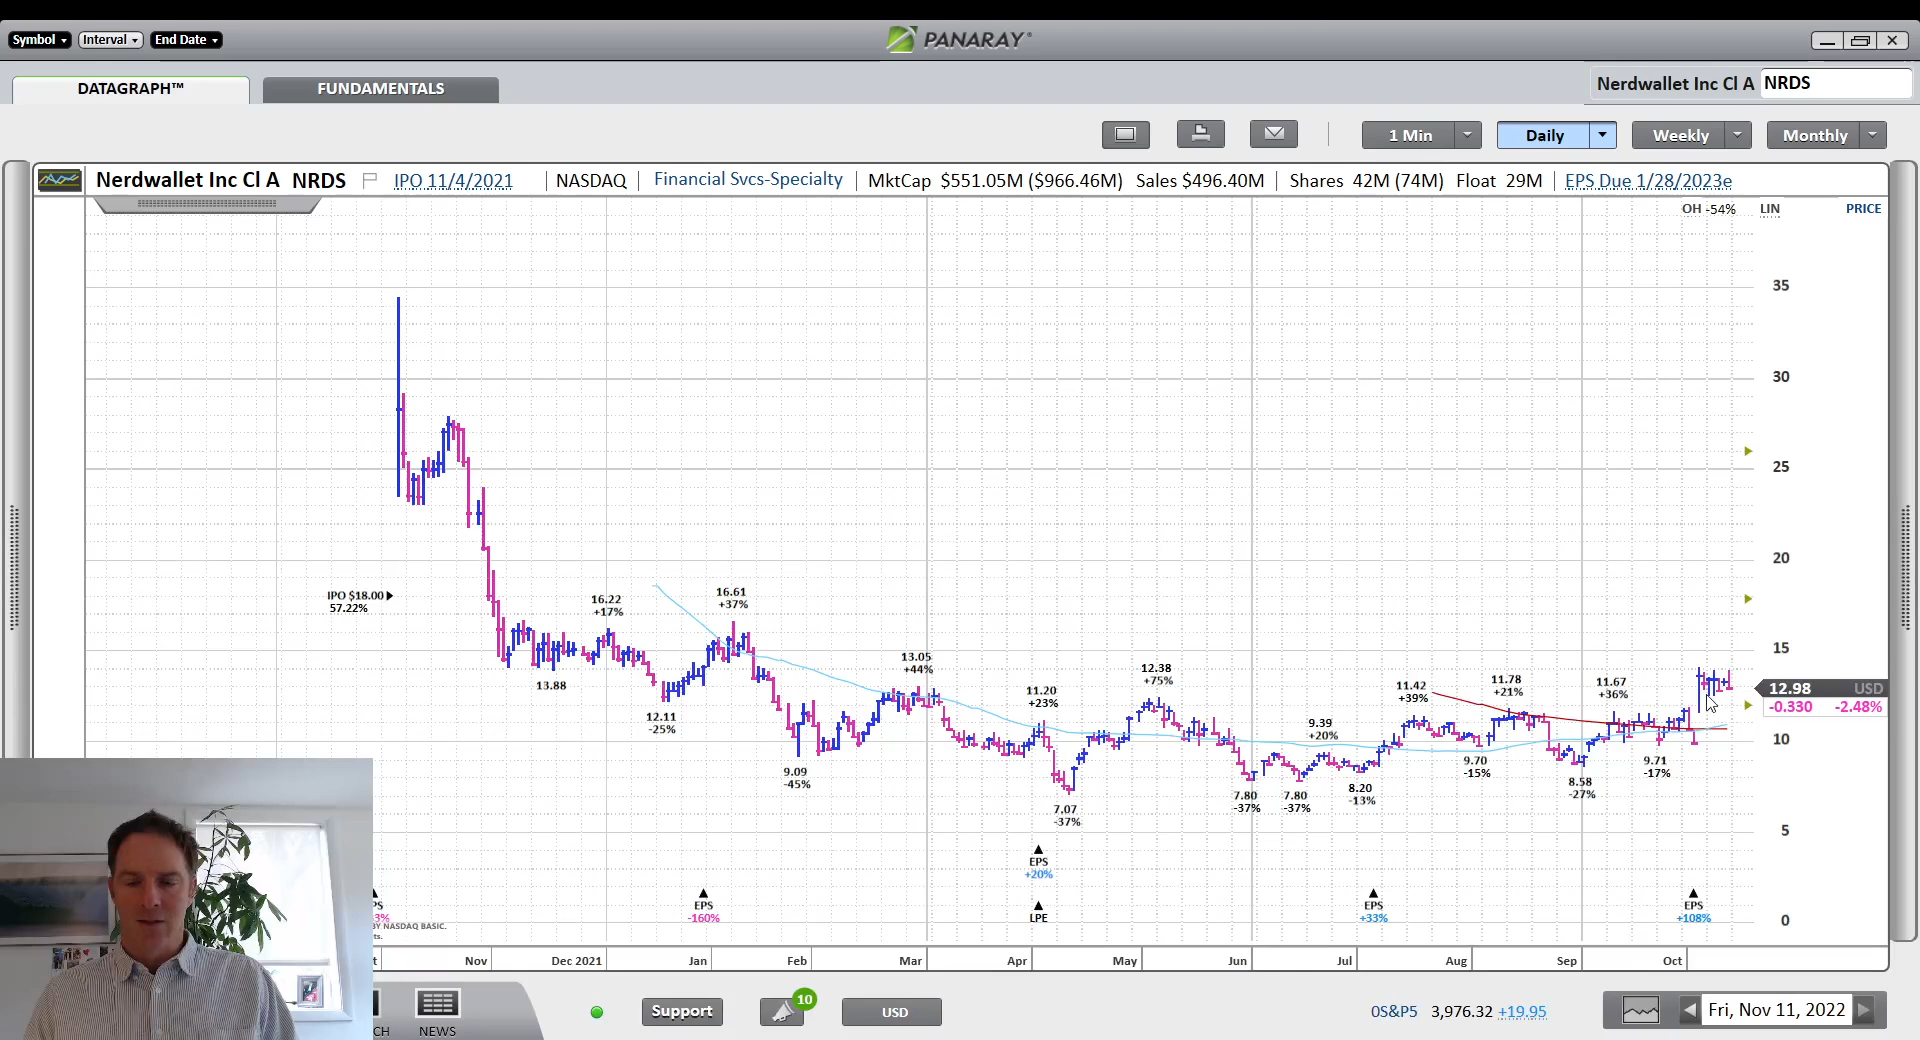 Symbol
Interval
End Date
PANARAY
DATAGRAPH™
FUNDAMENTALS
Nerdwallet Inc Cl A NRDS
1 Min
Daily
Weekly
Monthly
Nerdwallet Inc Cl A NRDS IPO 11/4/2021 NASDAQ Financial Svcs-Specialty MktCap $551.05M ($966.46M) Sales $496.40M Shares 42M (74M) Float 29M EPS Due 1/28/2023e
OH -54% LIN PRICE
35
30
25
20
15
12.98 USD
-0.330 -2.48%
10
5
0
IPO $18.00
57.22%
13.88
16.22
+17%
12.11
-25%
16.61
+37%
9.09
-45%
13.05
+44%
11.20
+23%
7.07
-37%
12.38
+75%
7.80
-37%
7.80
-37%
9.39
+20%
8.20
-13%
11.42
+39%
9.70
-15%
11.78
+21%
8.58
-27%
11.67
+36%
9.71
-17%
EPS
-160%
EPS
+20%
LPE
EPS
+33%
EPS
+108%
BY NASDAQ BASIC.
Nov Dec 2021 Jan Feb Mar Apr May Jun Jul Aug Sep Oct
NEWS
Support
10
USD
0S&P5 3,976.32 +19.95
Fri, Nov 11, 2022